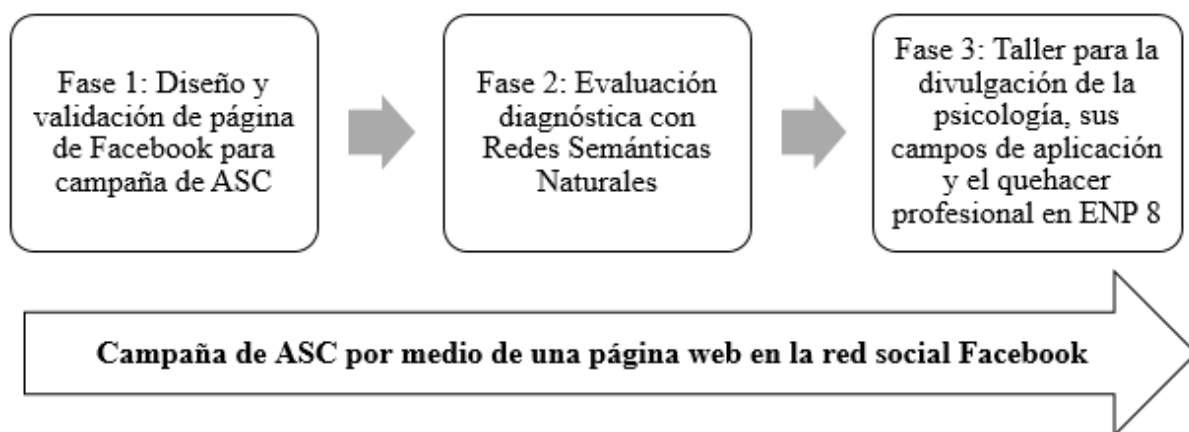 Fase 1: Diseño y
validación de página
de Facebook para
campaña de ASC
Fase 2: Evaluación
diagnóstica con
Redes Semánticas
Naturales
Fase 3: Taller para la
divulgación de la
psicología, sus
campos de aplicación
y el quehacer
profesional en ENP 8
Campaña de ASC por medio de una página web en la red social Facebook